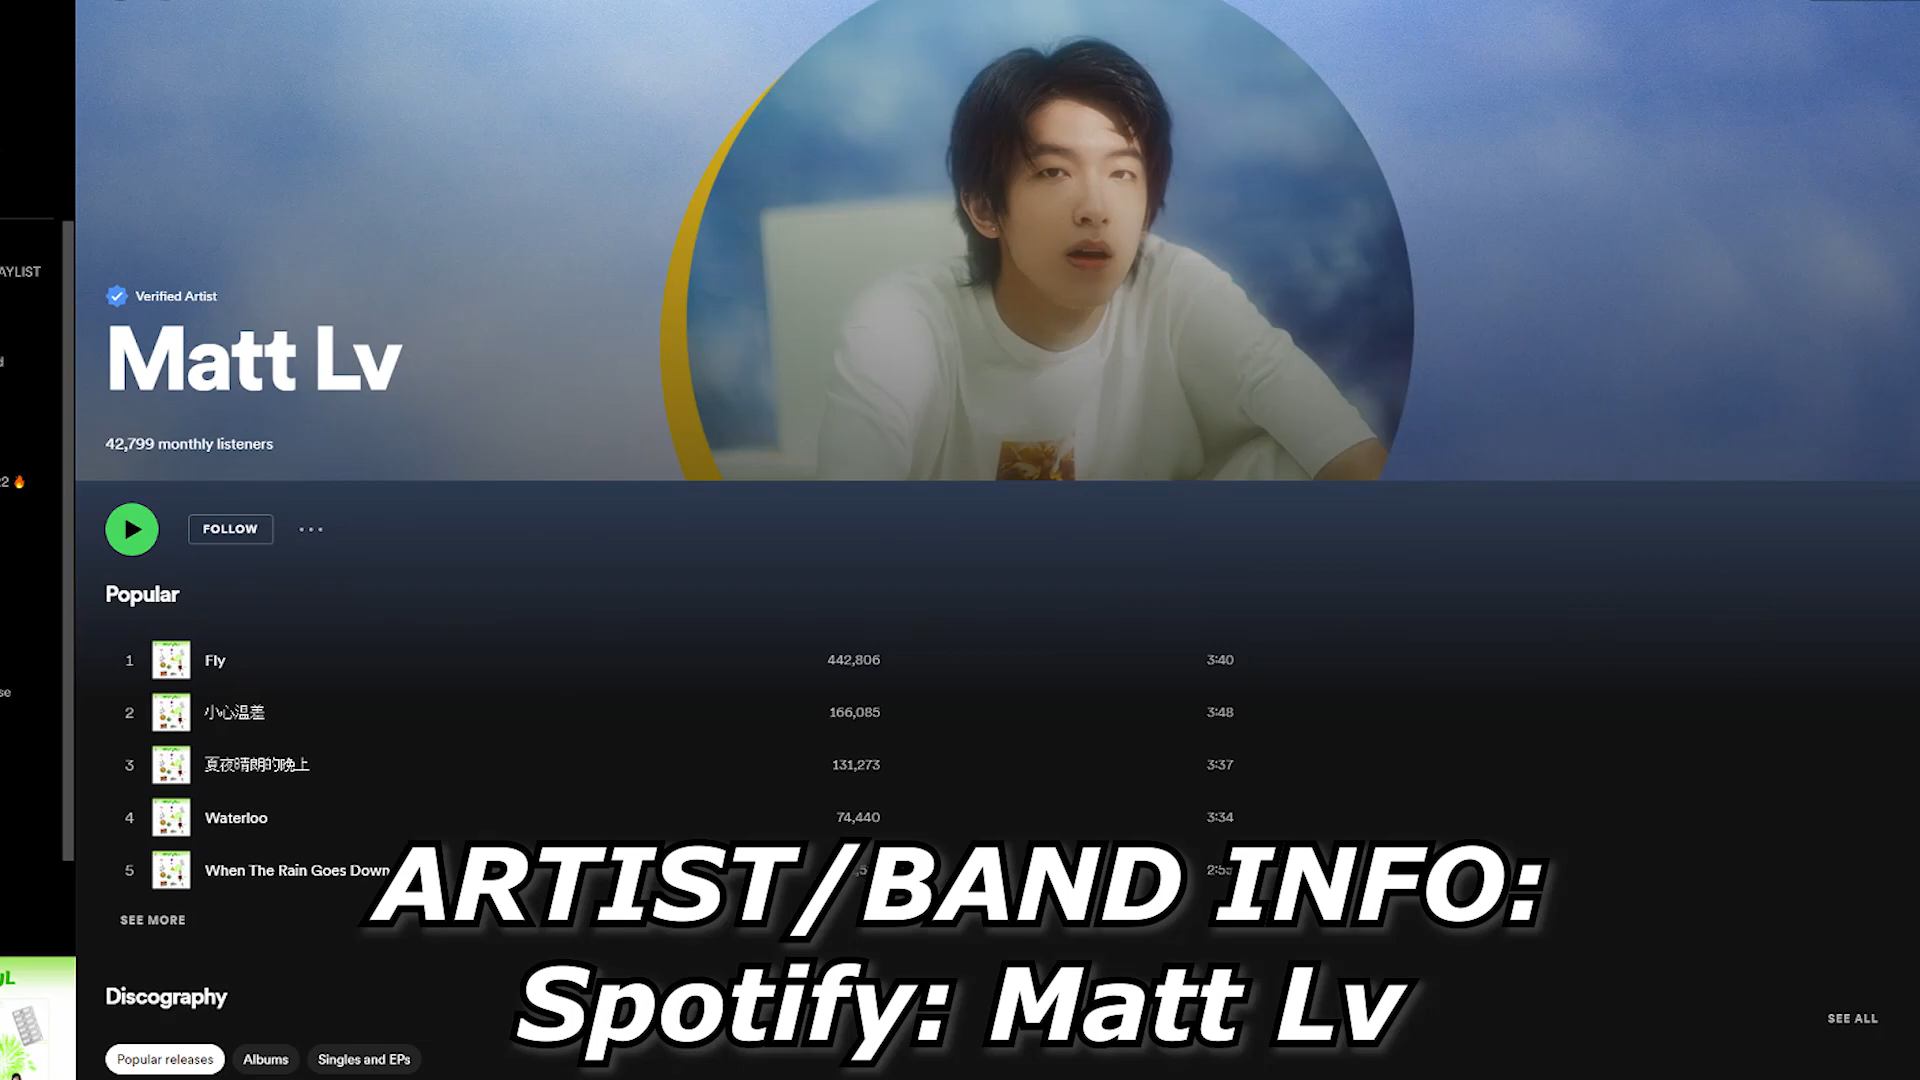 AYLIST
Verified Artist
Matt Lv
42,799 monthly listeners
FOLLOW
Popular
1 Fly 442,806 3:40
2 小心温差 166,085 3:48
3 夏夜晴朗的晚上 131,273 3:37
4 Waterloo 74,440 3:34
5 When The Rain Goes Down
SEE MORE
ARTIST/BAND INFO:
Spotify: Matt Lv
Discography
SEE ALL
Popular releases Albums Singles and EPs